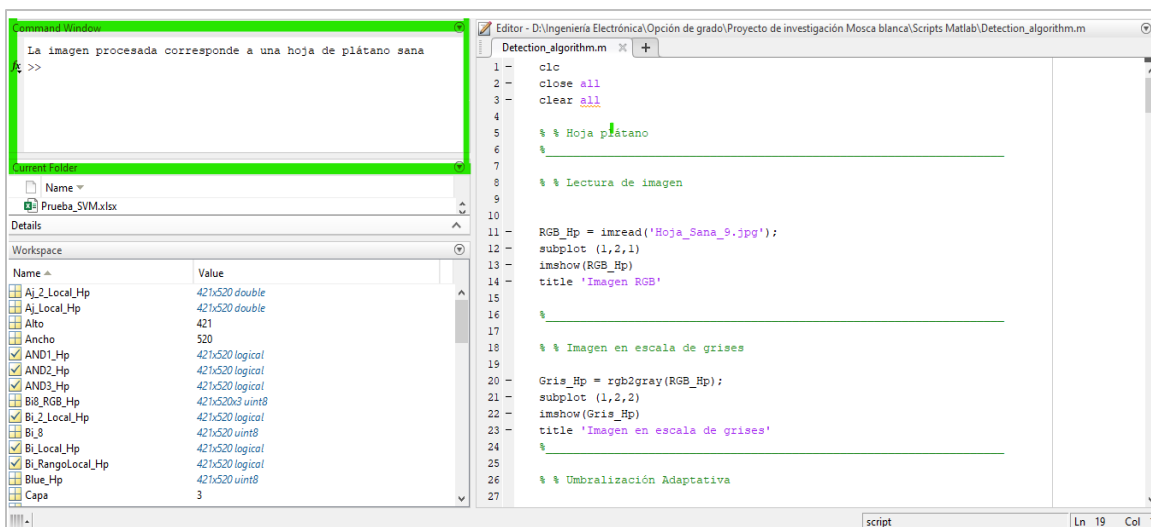 Command Window
La imagen procesada corresponde a una hoja de plátano sana
fx >>
Current Folder
Name
Prueba_SVM.xlsx
Details
Workspace
Name Value
Aj_2_Local_Hp 421x520 double
Aj_Local_Hp 421x520 double
Alto 421
Ancho 520
AND1_Hp 421x520 logical
AND2_Hp 421x520 logical
AND3_Hp 421x520 logical
Bi8_RGB_Hp 421x520x3 uint8
Bi_2_Local_Hp 421x520 logical
Bi_8 421x520 uint8
Bi_Local_Hp 421x520 logical
Bi_RangoLocal_Hp 421x520 logical
Blue_Hp 421x520 uint8
Capa 3
Editor - D:\Ingeniería Electrónica\Opción de grado\Proyecto de investigación Mosca blanca\Scripts Matlab\Detection_algorithm.m
Detection_algorithm.m × +
1 - clc
2 - close all
3 - clear all
4
5 % % Hoja plátano
6 %
7
8 % % Lectura de imagen
9
10
11 - RGB_Hp = imread('Hoja_Sana_9.jpg');
12 - subplot (1,2,1)
13 - imshow(RGB_Hp)
14 - title 'Imagen RGB'
15
16 %
17
18 % % Imagen en escala de grises
19
20 - Gris_Hp = rgb2gray(RGB_Hp);
21 - subplot (1,2,2)
22 - imshow(Gris_Hp)
23 - title 'Imagen en escala de grises'
24 %
25
26 % % Umbralización Adaptativa
27
script Ln 19 Col